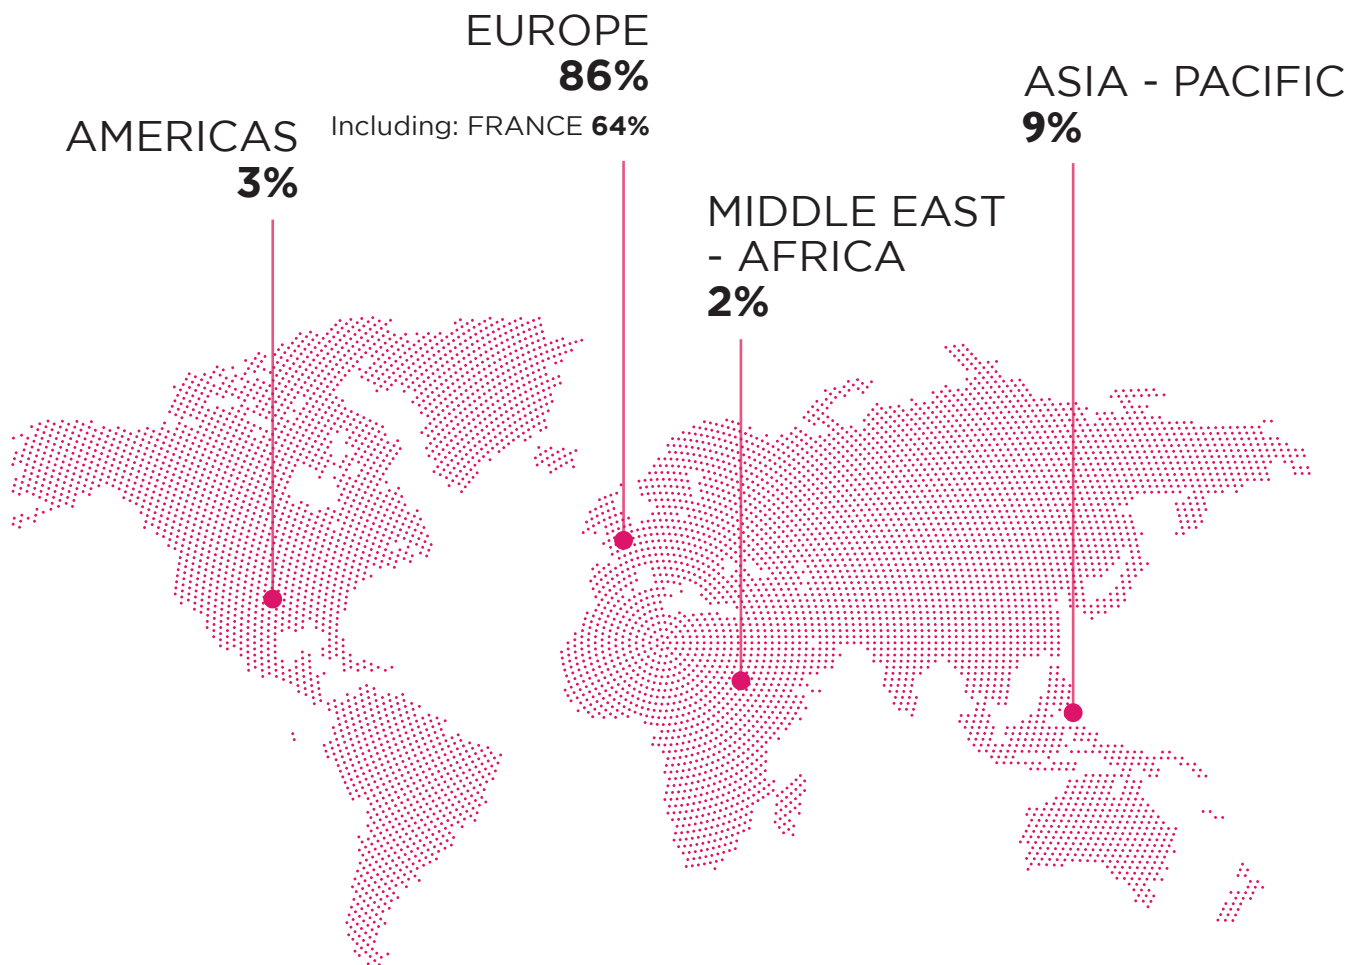 EUROPE
86%
Including: FRANCE 64%
AMERICAS
3%
ASIA - PACIFIC
9%
MIDDLE EAST
- AFRICA
2%